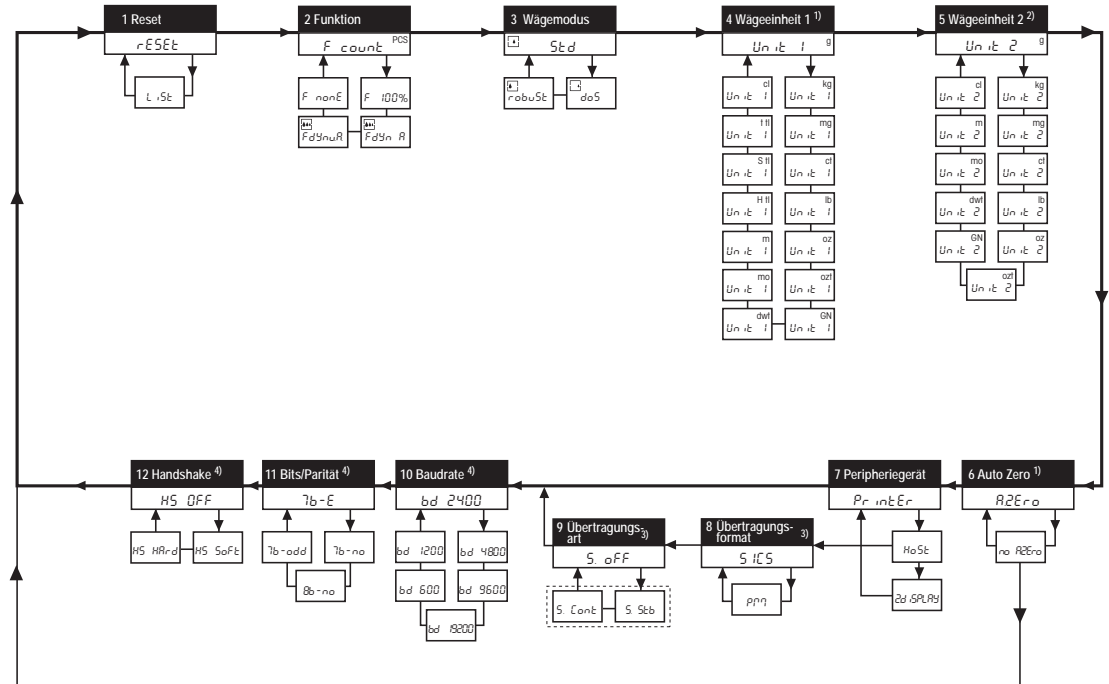 1 Reset
rESEt
LiSt
2 Funktion
PCS
F count
F nonE
F 100%
FdYnuA
FdYn A
3 Wägemodus
Std
robuSt
doS
4 Wägeeinheit 1 1)
g
Unit 1
cl
Unit 1
kg
Unit 1
t tl
Unit 1
mg
Unit 1
S tl
Unit 1
ct
Unit 1
H tl
Unit 1
lb
Unit 1
m
Unit 1
oz
Unit 1
mo
Unit 1
ozt
Unit 1
dwt
Unit 1
GN
Unit 1
5 Wägeeinheit 2 2)
g
Unit 2
cl
Unit 2
kg
Unit 2
m
Unit 2
mg
Unit 2
mo
Unit 2
ct
Unit 2
dwt
Unit 2
lb
Unit 2
GN
Unit 2
oz
Unit 2
ozt
Unit 2
12 Handshake 4)
HS OFF
HS HArd
HS SoFt
11 Bits/Parität 4)
7b-E
7b-odd
7b-no
8b-no
10 Baudrate 4)
bd 2400
bd 1200
bd 4800
bd 600
bd 9600
bd 19200
9 Übertragungs-
art 3)
S. oFF
S. Cont
S. Stb
8 Übertragungs-
format 3)
SICS
Prn
7 Peripheriegerät
PrintEr
HoSt
2diSPLAY
6 Auto Zero 1)
A.ZEro
no AZEro